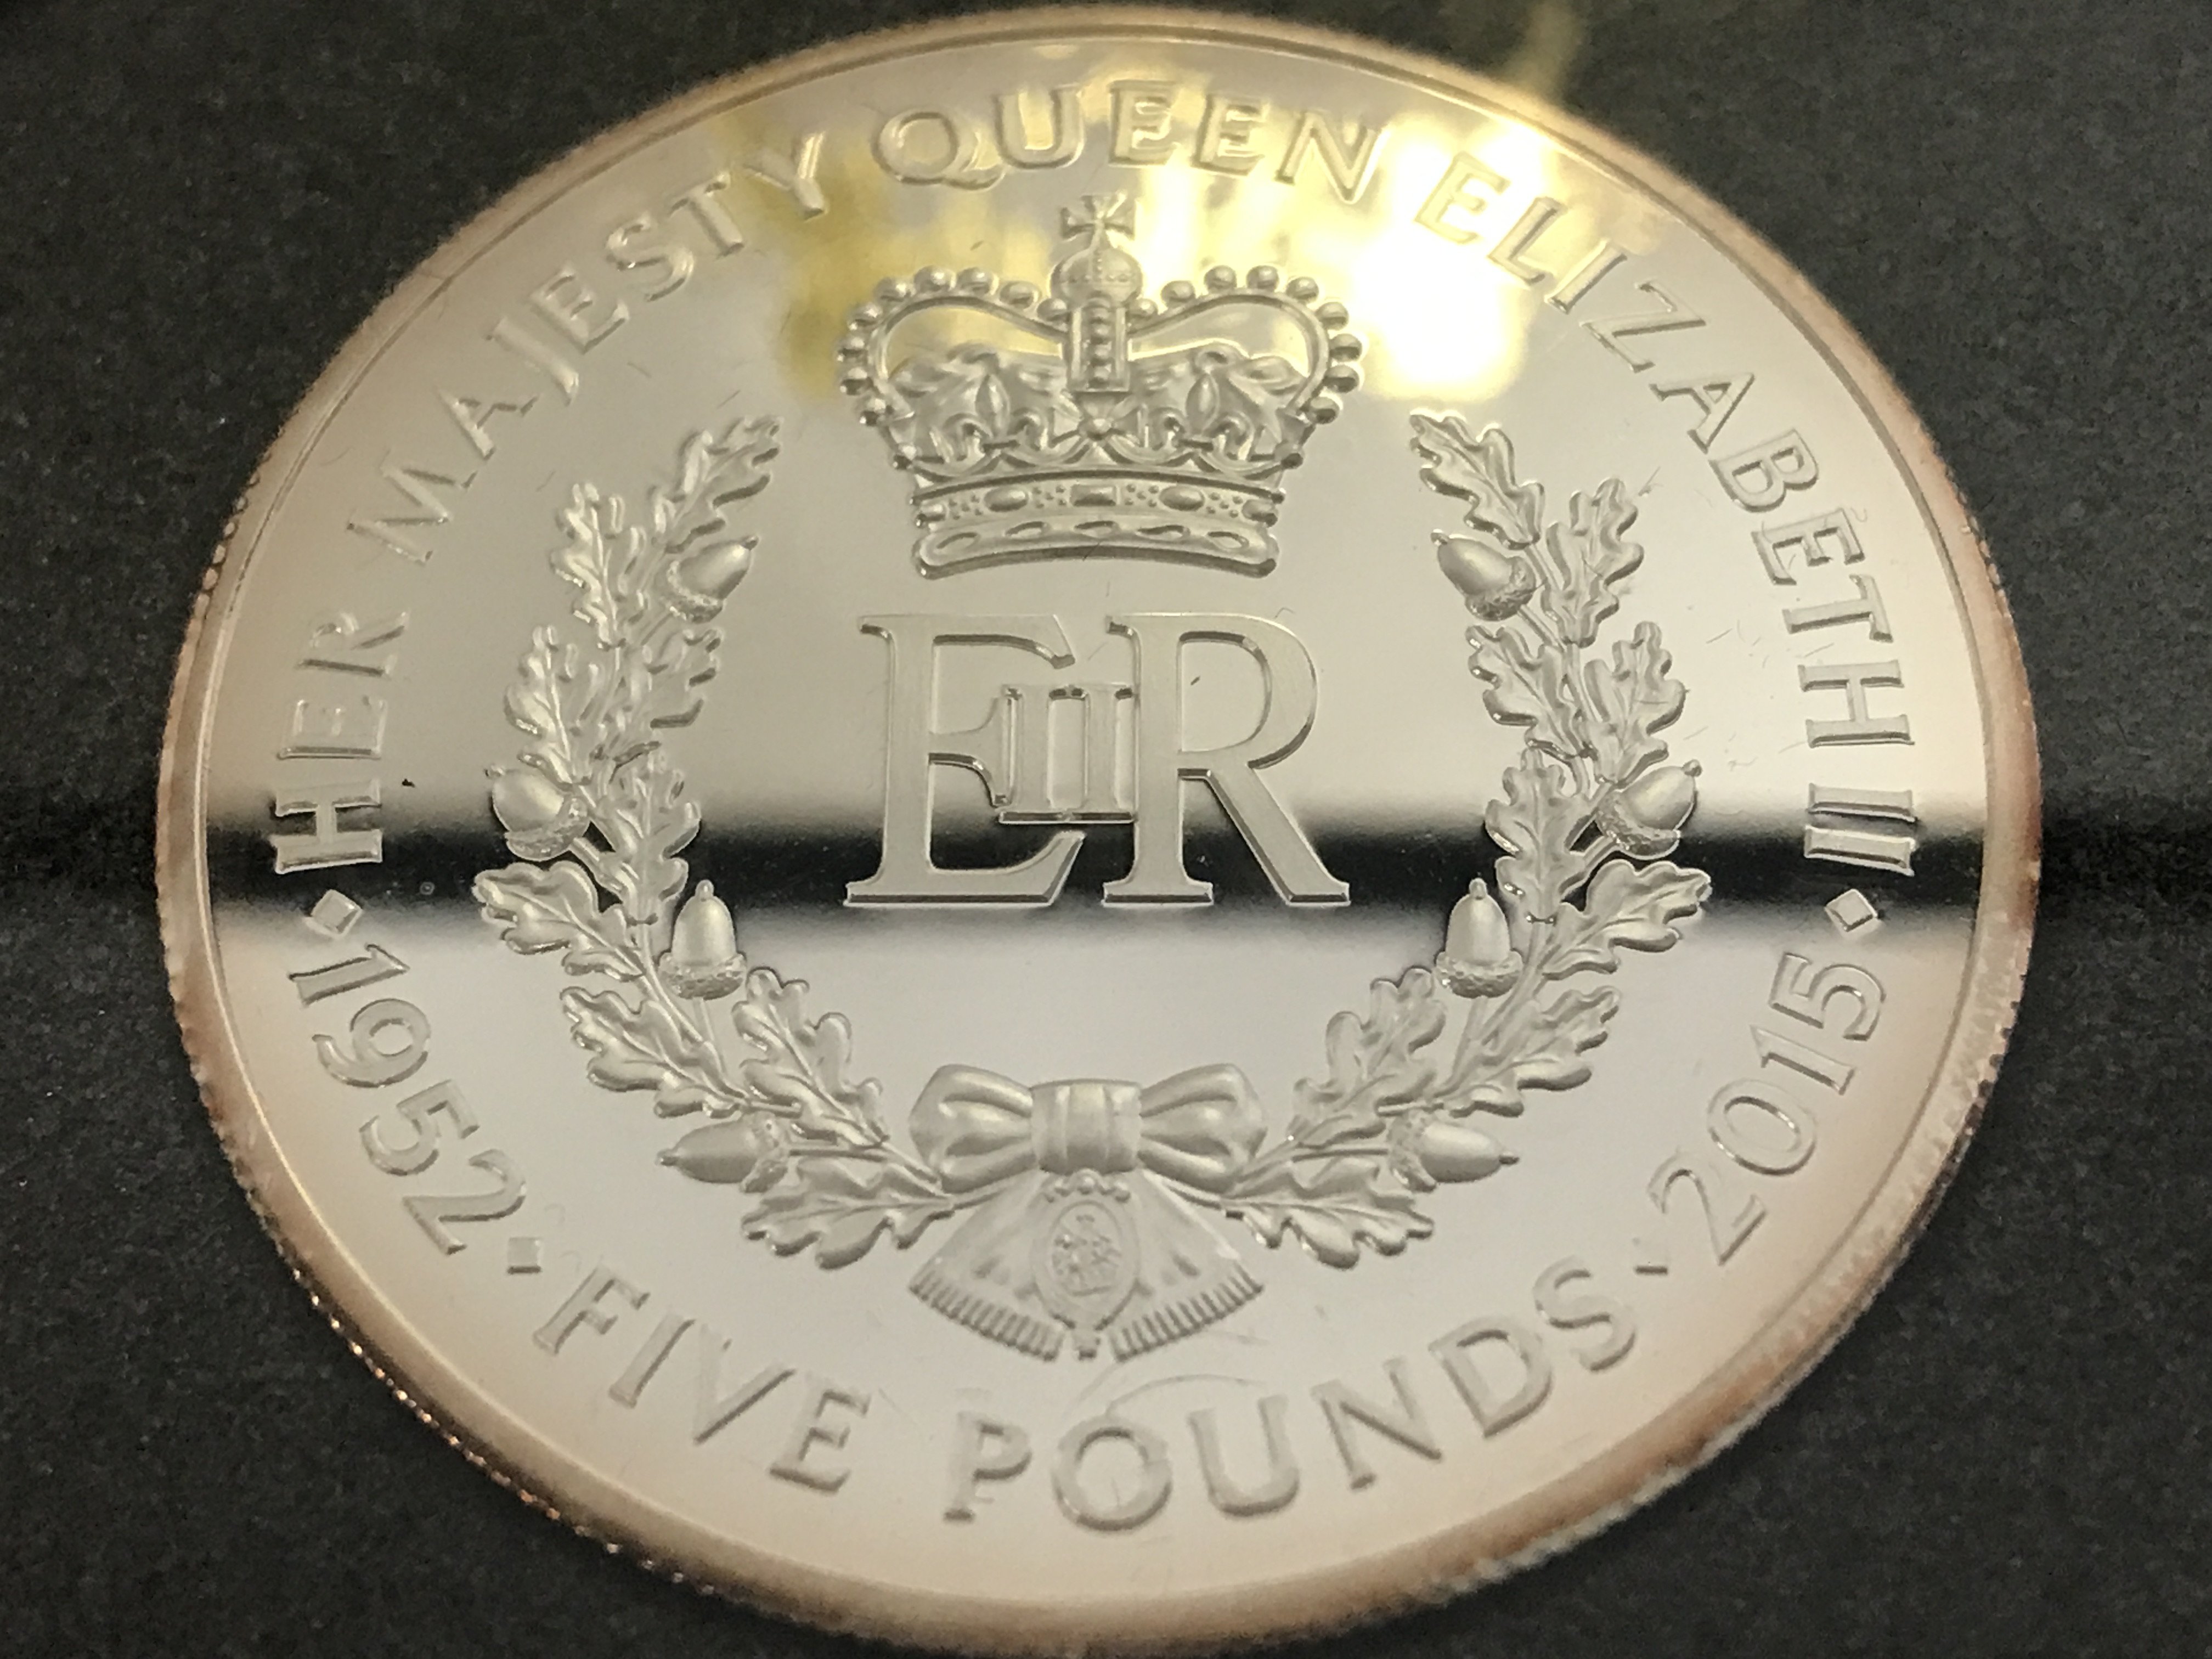 HER MAJESTY QUEEN ELIZABETH II
EIIR
1952 · FIVE POUNDS · 2015